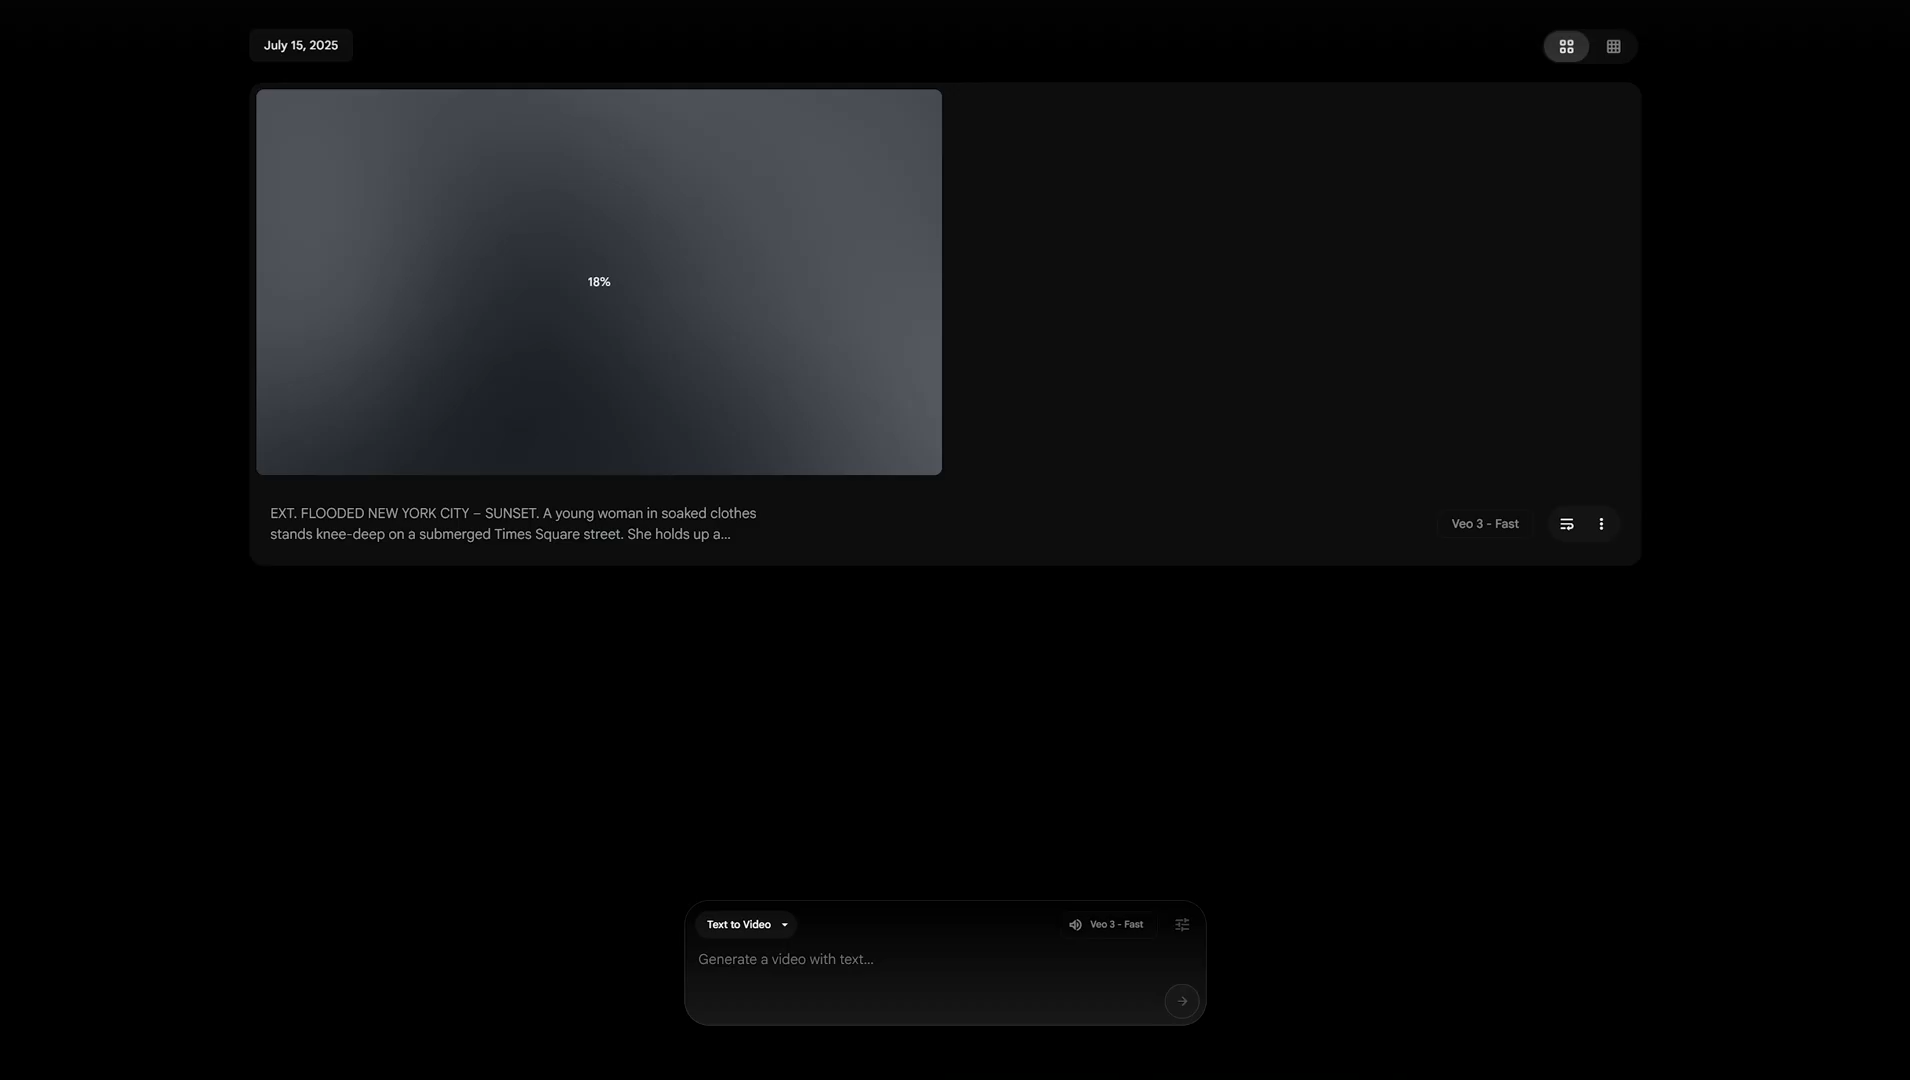 July 15, 2025
18%
EXT. FLOODED NEW YORK CITY – SUNSET. A young woman in soaked clothes
stands knee-deep on a submerged Times Square street. She holds up a...
Veo 3 - Fast
Text to Video
Veo 3 - Fast
Generate a video with text...